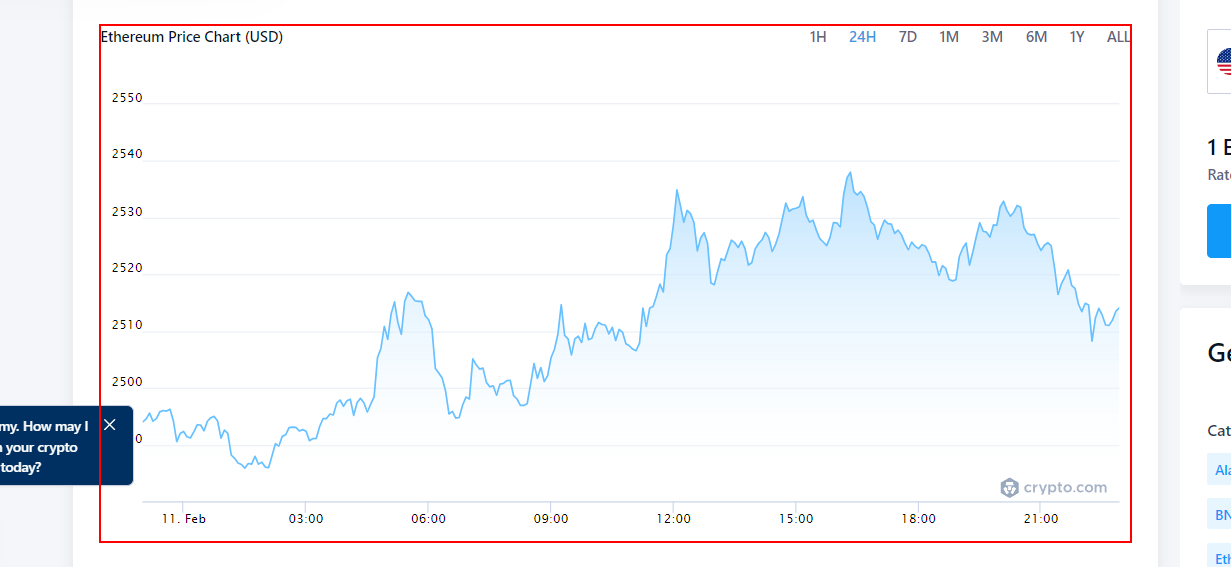 Ethereum Price Chart (USD)
1H 24H 7D 1M 3M 6M 1Y ALL
2550
2540
2530
2520
2510
2500
0
my. How may I
your crypto
today?
crypto.com
11. Feb 03:00 06:00 09:00 12:00 15:00 18:00 21:00
1 E
Rat
Ge
Cat
Ala
BN
Eth